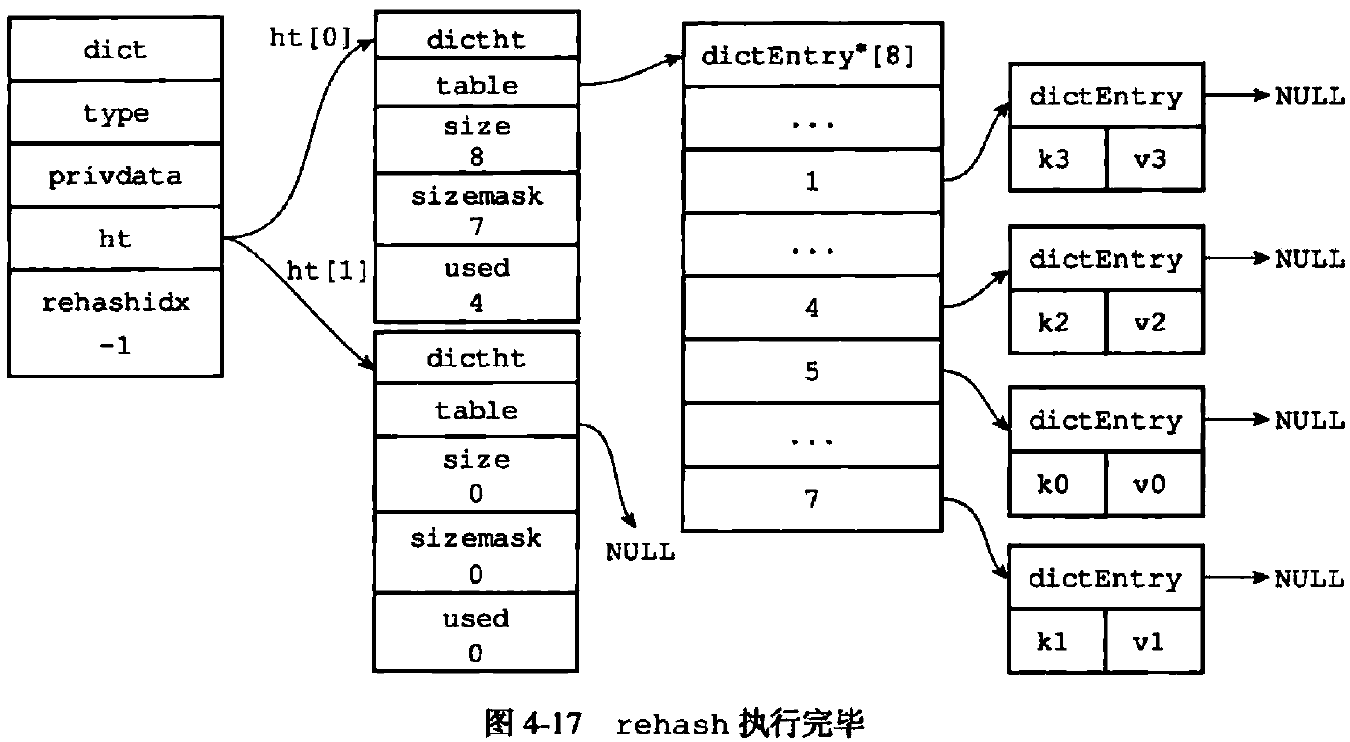 dict
type
privdata
ht
rehashidx
-1
ht[0]
ht[1]
dictht
table
size
8
sizemask
7
used
4
dictht
table
size
0
sizemask
0
used
0
NULL
dictEntry*[8]
...
1
...
4
5
...
7
dictEntry
NULL
k3 v3
dictEntry
NULL
k2 v2
dictEntry
NULL
k0 v0
dictEntry
NULL
k1 v1
图 4-17 rehash 执行完毕